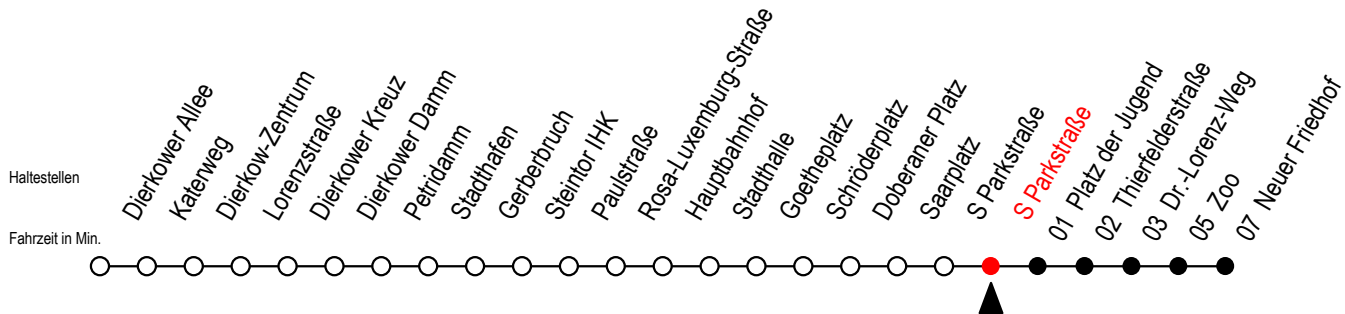 Haltestellen
Fahrzeit in Min.
Dierkower Allee
Katerweg
Dierkow-Zentrum
Lorenzstraße
Dierkower Kreuz
Dierkower Damm
Petridamm
Stadthafen
Gerberbruch
Steintor IHK
Paulstraße
Rosa-Luxemburg-Straße
Hauptbahnhof
Stadthalle
Goetheplatz
Schröderplatz
Doberaner Platz
Saarplatz
S Parkstraße
S Parkstraße
01 Platz der Jugend
02 Thierfelderstraße
03 Dr.-Lorenz-Weg
05 Zoo
07 Neuer Friedhof